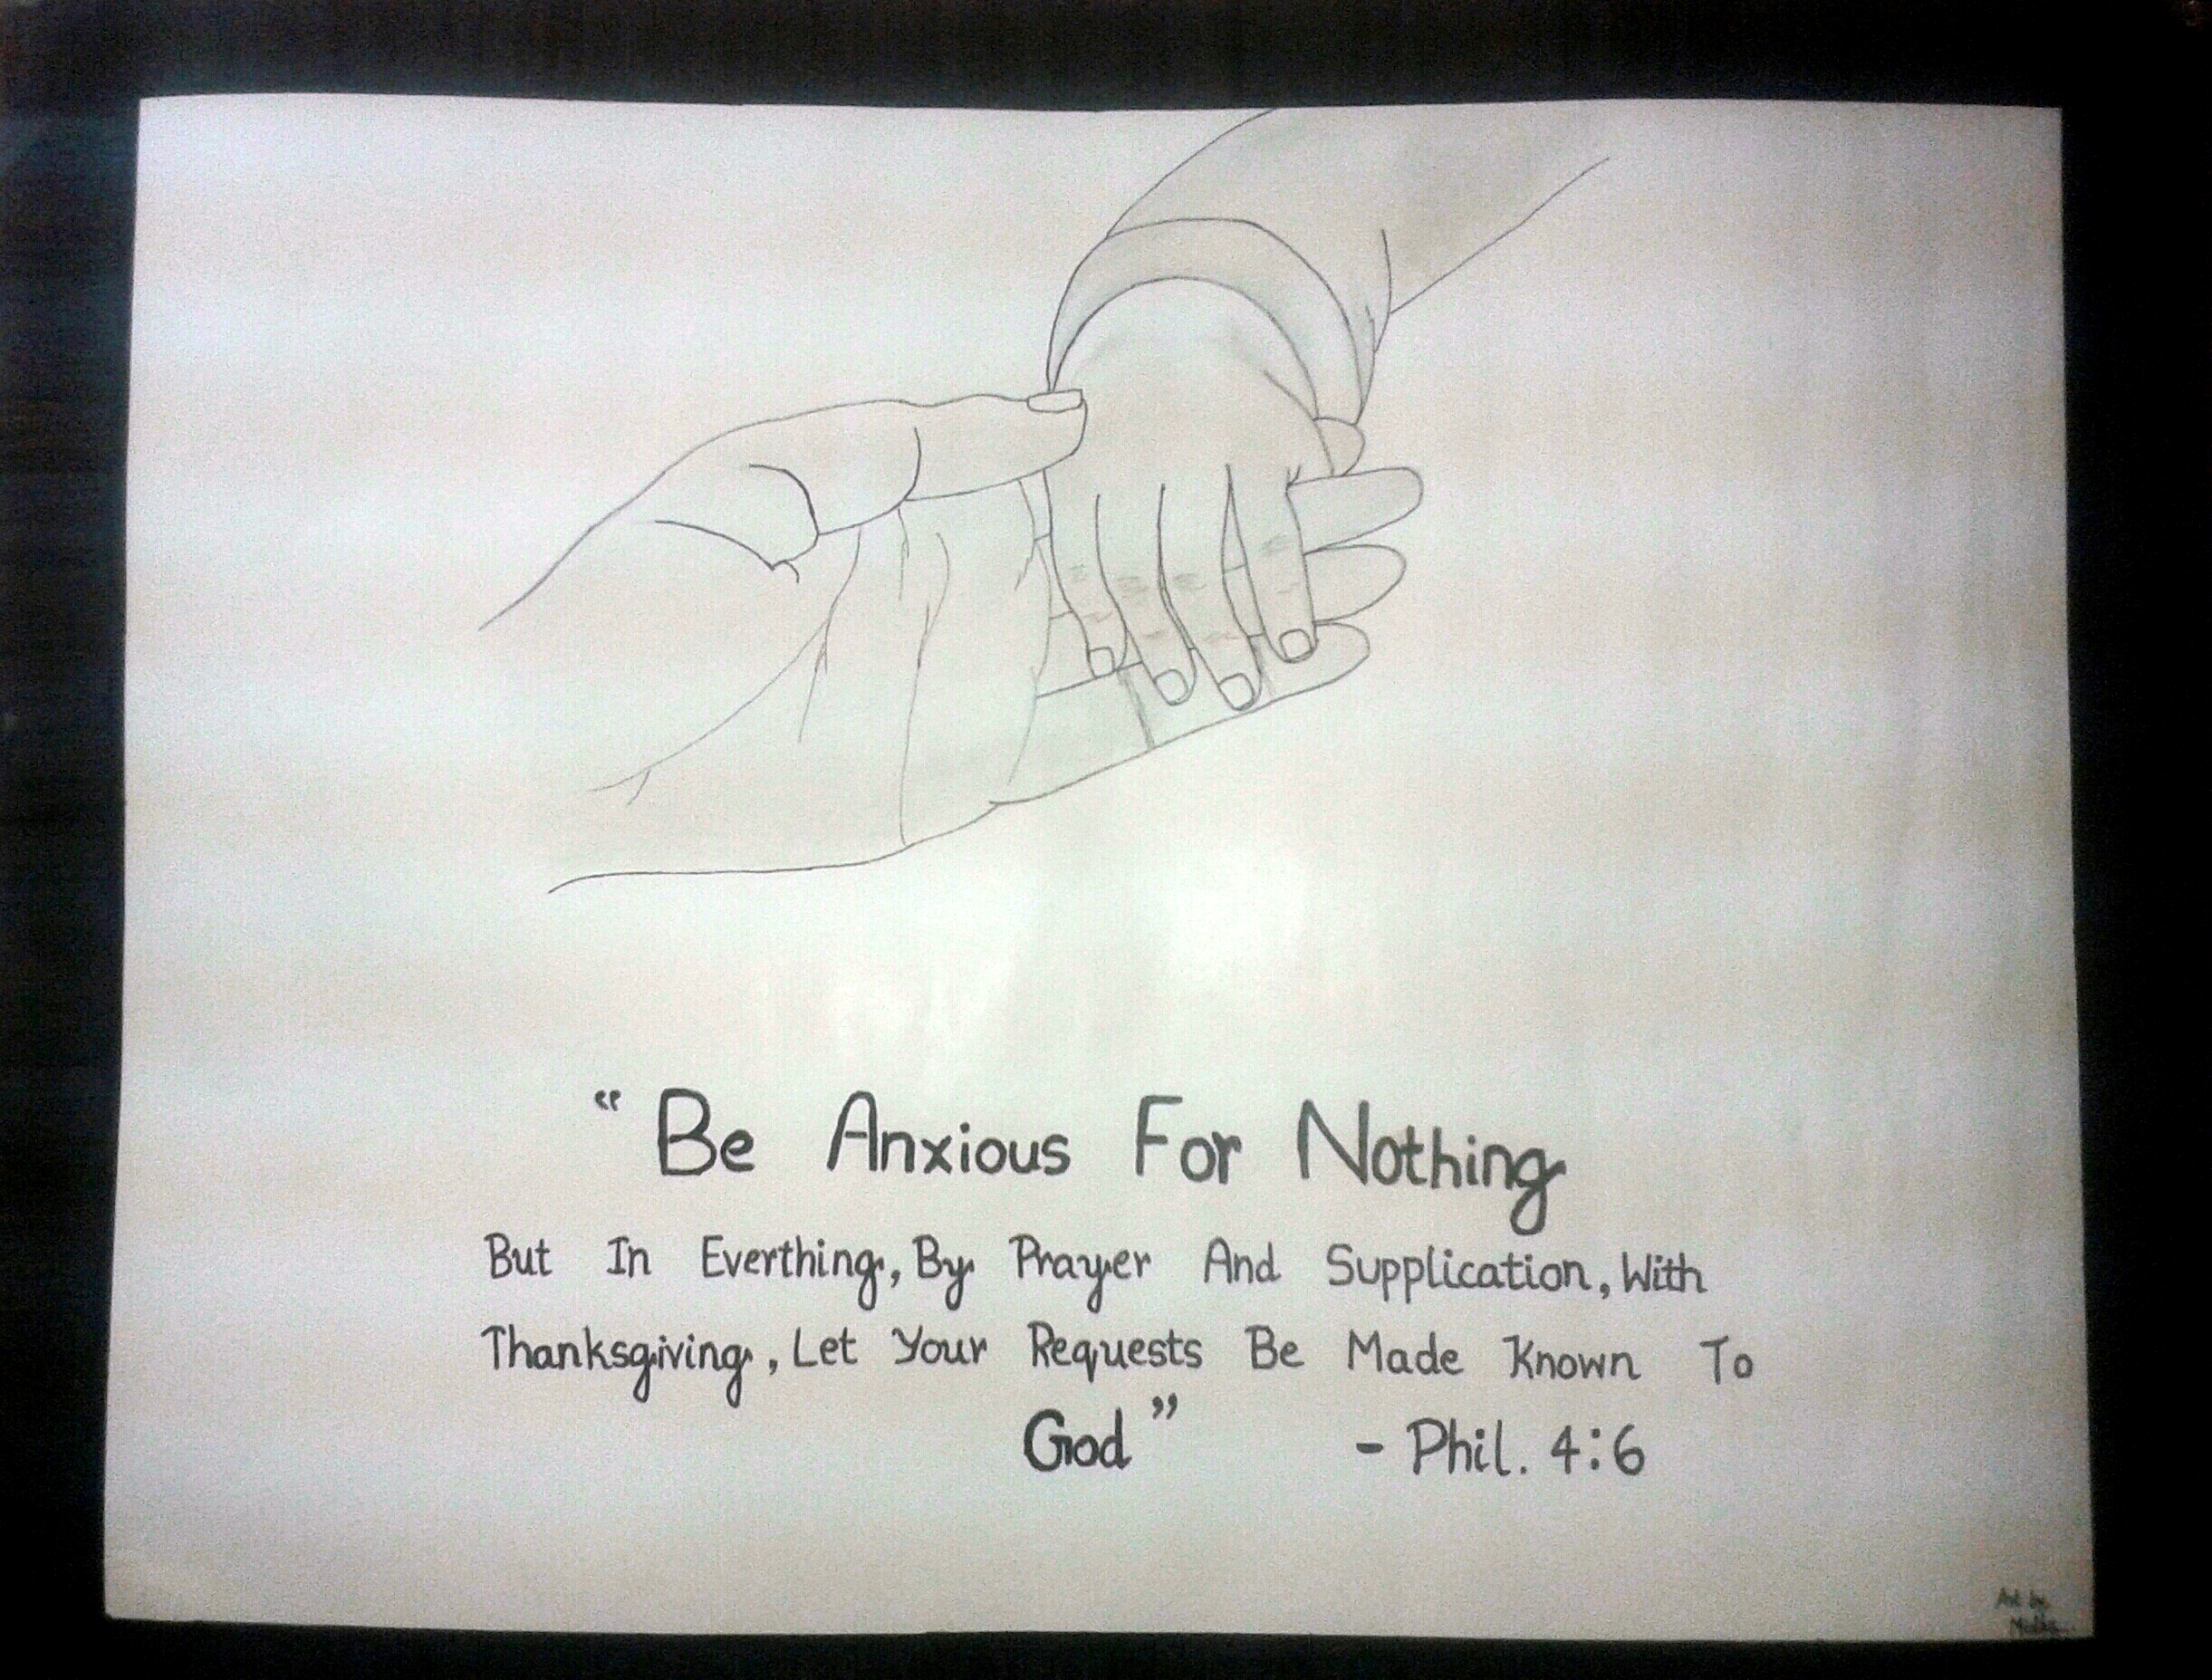 “ Be Anxious For Nothing
But In Everthing, By Prayer And Supplication, With
Thanksgiving, Let Your Requests Be Made Known To
God” - Phil. 4:6
Art by